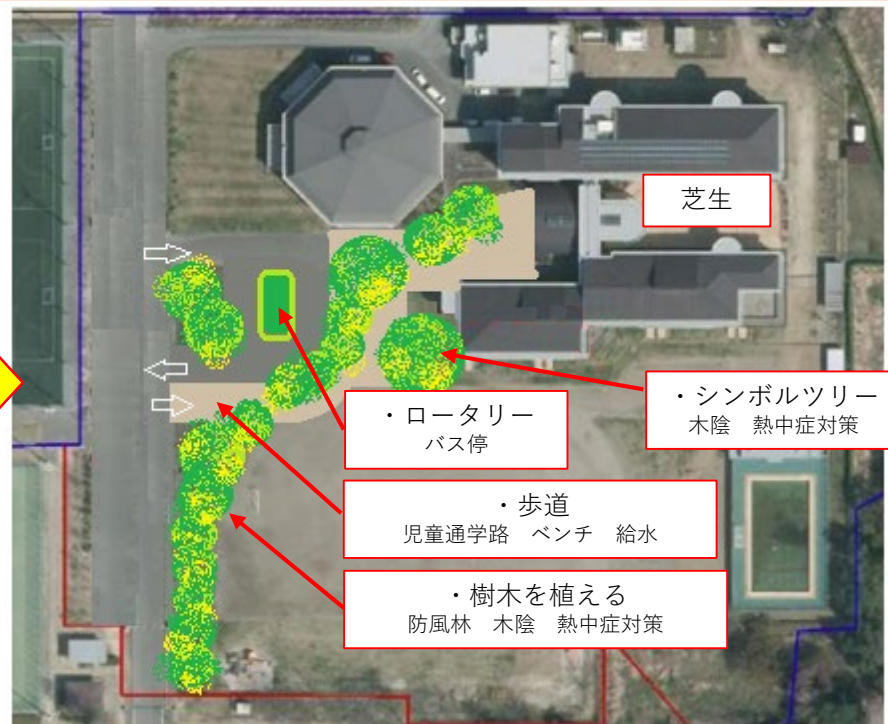 芝生
・シンボルツリー
木陰　熱中症対策
・ロータリー
バス停
・歩道
児童通学路　ベンチ　給水
・樹木を植える
防風林　木陰　熱中症対策